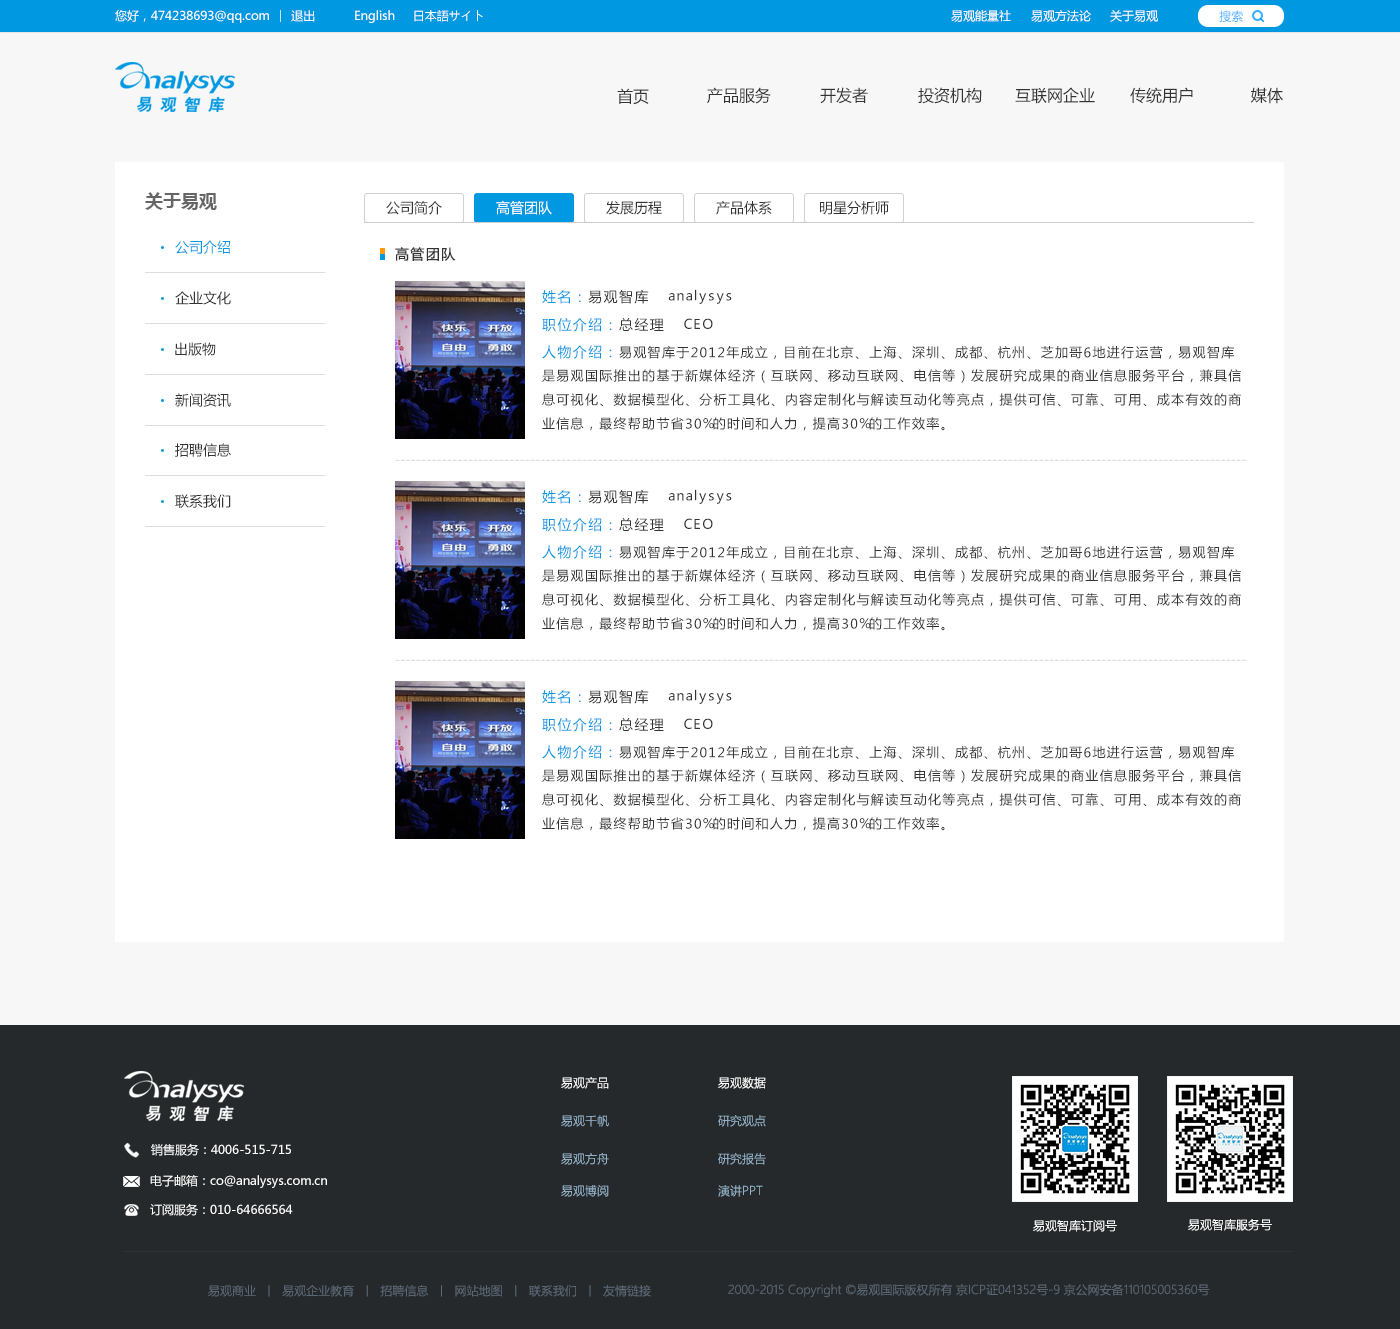 您好，474238693@qq.com | 退出 English 日本語サイト 易观能量社 易观方法论 关于易观 搜索
analysys
易观智库
首页 产品服务 开发者 投资机构 互联网企业 传统用户 媒体
关于易观
公司介绍
企业文化
出版物
新闻资讯
招聘信息
联系我们
公司简介 高管团队 发展历程 产品体系 明星分析师
高管团队
快乐 开放
自由 勇敢
姓名：易观智库 analysys
职位介绍：总经理 CEO
人物介绍：易观智库于2012年成立，目前在北京、上海、深圳、成都、杭州、芝加哥6地进行运营，易观智库
是易观国际推出的基于新媒体经济（互联网、移动互联网、电信等）发展研究成果的商业信息服务平台，兼具信
息可视化、数据模型化、分析工具化、内容定制化与解读互动化等亮点，提供可信、可靠、可用、成本有效的商
业信息，最终帮助节省30%的时间和人力，提高30%的工作效率。
快乐 开放
自由 勇敢
姓名：易观智库 analysys
职位介绍：总经理 CEO
人物介绍：易观智库于2012年成立，目前在北京、上海、深圳、成都、杭州、芝加哥6地进行运营，易观智库
是易观国际推出的基于新媒体经济（互联网、移动互联网、电信等）发展研究成果的商业信息服务平台，兼具信
息可视化、数据模型化、分析工具化、内容定制化与解读互动化等亮点，提供可信、可靠、可用、成本有效的商
业信息，最终帮助节省30%的时间和人力，提高30%的工作效率。
快乐 开放
自由 勇敢
姓名：易观智库 analysys
职位介绍：总经理 CEO
人物介绍：易观智库于2012年成立，目前在北京、上海、深圳、成都、杭州、芝加哥6地进行运营，易观智库
是易观国际推出的基于新媒体经济（互联网、移动互联网、电信等）发展研究成果的商业信息服务平台，兼具信
息可视化、数据模型化、分析工具化、内容定制化与解读互动化等亮点，提供可信、可靠、可用、成本有效的商
业信息，最终帮助节省30%的时间和人力，提高30%的工作效率。
analysys
易观智库
销售服务：4006-515-715
电子邮箱：co@analysys.com.cn
订阅服务：010-64666564
易观产品
易观千帆
易观方舟
易观博阅
易观数据
研究观点
研究报告
演讲PPT
易观智库订阅号
易观智库服务号
易观商业 | 易观企业教育 | 招聘信息 | 网站地图 | 联系我们 | 友情链接
2000-2015 Copyright ©易观国际版权所有 京ICP证041352号-9 京公网安备110105005360号